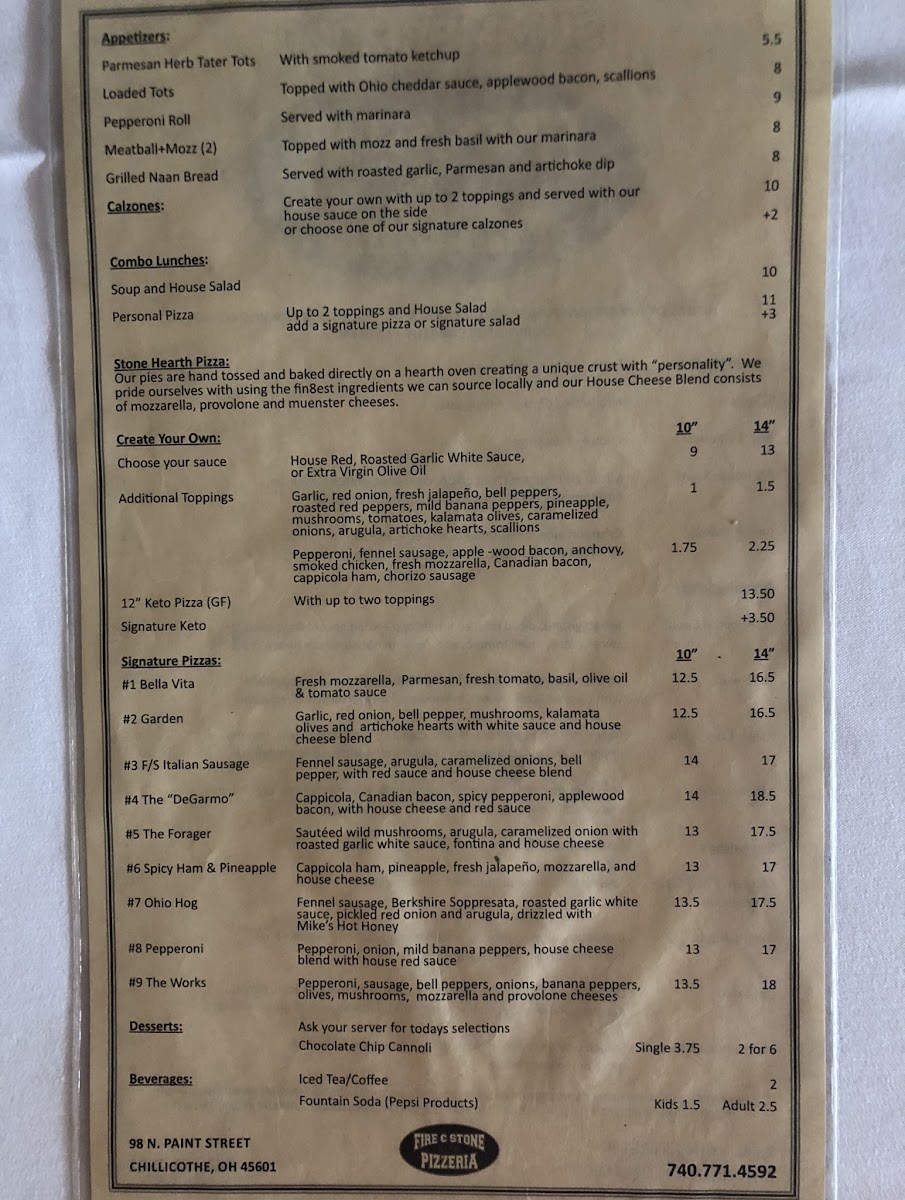 Appetizers:
Parmesan Herb Tater Tots With smoked tomato ketchup 5.5
Loaded Tots Topped with Ohio cheddar sauce, applewood bacon, scallions 8
Pepperoni Roll Served with marinara 9
Meatball+Mozz (2) Topped with mozz and fresh basil with our marinara 8
Grilled Naan Bread Served with roasted garlic, Parmesan and artichoke dip 8
Calzones: Create your own with up to 2 toppings and served with our 10
house sauce on the side
or choose one of our signature calzones +2
Combo Lunches:
Soup and House Salad 10
Personal Pizza Up to 2 toppings and House Salad 11
add a signature pizza or signature salad +3
Stone Hearth Pizza:
Our pies are hand tossed and baked directly on a hearth oven creating a unique crust with “personality”. We
pride ourselves with using the fin8est ingredients we can source locally and our House Cheese Blend consists
of mozzarella, provolone and muenster cheeses.
Create Your Own: 10” 14”
Choose your sauce House Red, Roasted Garlic White Sauce, 9 13
or Extra Virgin Olive Oil
Additional Toppings Garlic, red onion, fresh jalapeño, bell peppers, 1 1.5
roasted red peppers, mild banana peppers, pineapple,
mushrooms, tomatoes, kalamata olives, caramelized
onions, arugula, artichoke hearts, scallions
Pepperoni, fennel sausage, apple -wood bacon, anchovy, 1.75 2.25
smoked chicken, fresh mozzarella, Canadian bacon,
cappicola ham, chorizo sausage
12” Keto Pizza (GF) With up to two toppings 13.50
Signature Keto +3.50
Signature Pizzas: 10” 14”
#1 Bella Vita Fresh mozzarella, Parmesan, fresh tomato, basil, olive oil 12.5 16.5
& tomato sauce
#2 Garden Garlic, red onion, bell pepper, mushrooms, kalamata 12.5 16.5
olives and artichoke hearts with white sauce and house
cheese blend
#3 F/S Italian Sausage Fennel sausage, arugula, caramelized onions, bell 14 17
pepper, with red sauce and house cheese blend
#4 The “DeGarmo” Cappicola, Canadian bacon, spicy pepperoni, applewood 14 18.5
bacon, with house cheese and red sauce
#5 The Forager Sautéed wild mushrooms, arugula, caramelized onion with 13 17.5
roasted garlic white sauce, fontina and house cheese
#6 Spicy Ham & Pineapple Cappicola ham, pineapple, fresh jalapeño, mozzarella, and 13 17
house cheese
#7 Ohio Hog Fennel sausage, Berkshire Soppresata, roasted garlic white 13.5 17.5
sauce, pickled red onion and arugula, drizzled with
Mike’s Hot Honey
#8 Pepperoni Pepperoni, onion, mild banana peppers, house cheese 13 17
blend with house red sauce
#9 The Works Pepperoni, sausage, bell peppers, onions, banana peppers, 13.5 18
olives, mushrooms, mozzarella and provolone cheeses
Desserts: Ask your server for todays selections
Chocolate Chip Cannoli Single 3.75 2 for 6
Beverages: Iced Tea/Coffee 2
Fountain Soda (Pepsi Products) Kids 1.5 Adult 2.5
98 N. PAINT STREET
CHILLICOTHE, OH 45601
FIRE & STONE
PIZZERIA
740.771.4592